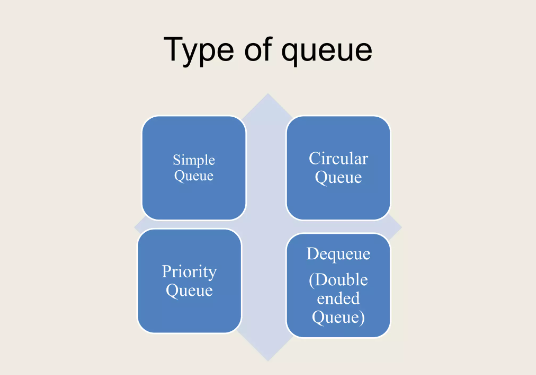 Type of queue
Simple
Queue
Circular
Queue
Priority
Queue
Dequeue
(Double
ended
Queue)